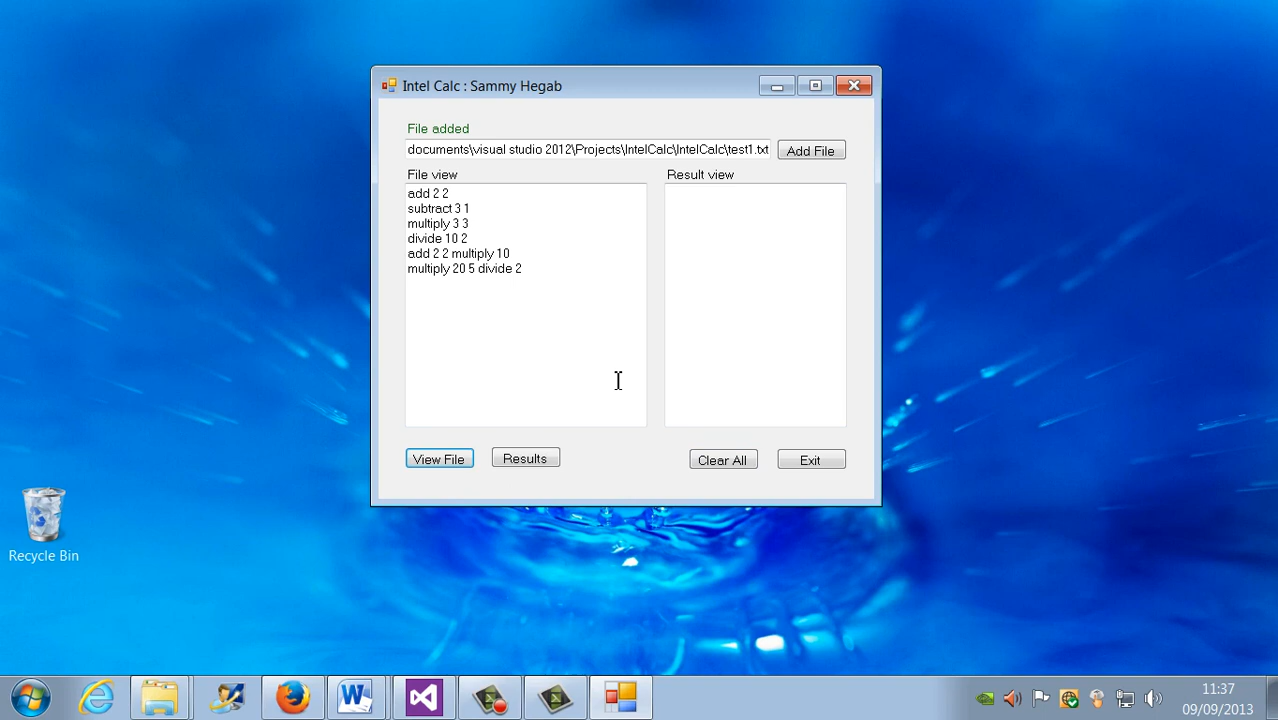 Intel Calc : Sammy Hegab
File added
documents\visual studio 2012\Projects\IntelCalc\IntelCalc\test1.txt
Add File
File view
Result view
add 2 2
subtract 3 1
multiply 3 3
divide 10 2
add 2 2 multiply 10
multiply 20 5 divide 2
View File
Results
Clear All
Exit
Recycle Bin
11:37
09/09/2013